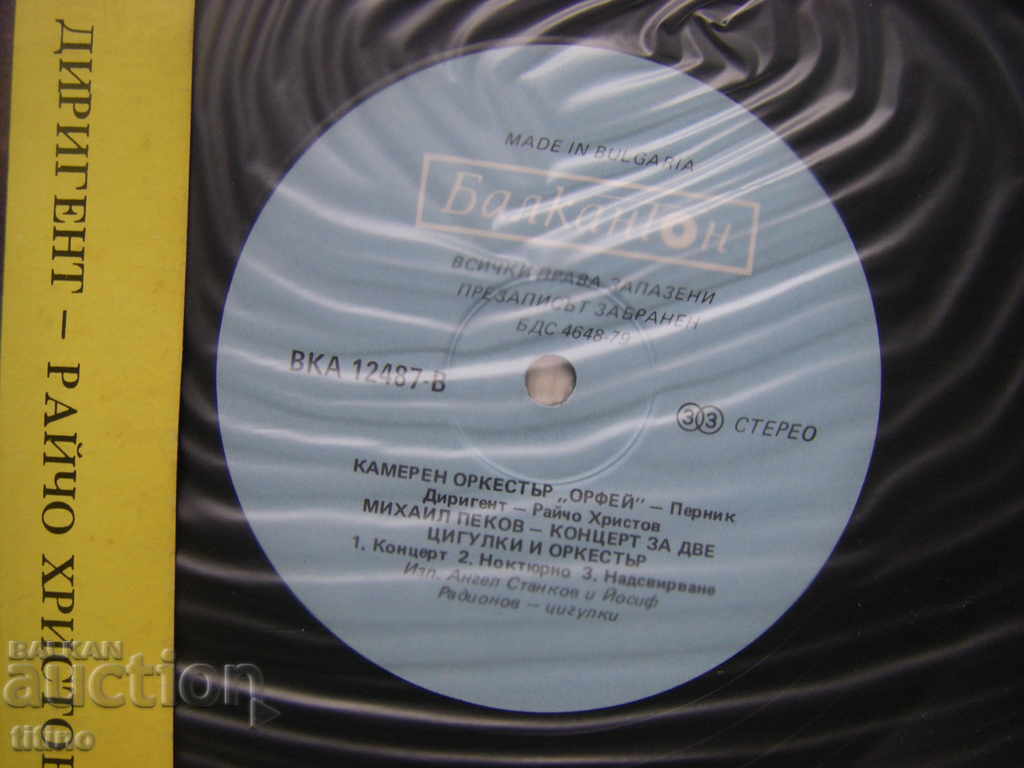 ДИРИГЕНТ – РАЙЧО ХРИСТОВ
MADE IN BULGARIA
Балкантон
ВСИЧКИ ПРАВА ЗАПАЗЕНИ
ПРЕЗАПИСЪТ ЗАБРАНЕН
БДС 4648-79
ВКА 12487-В
33 СТЕРЕО
КАМЕРЕН ОРКЕСТЪР „ОРФЕЙ" – Перник
Диригент – Райчо Христов
МИХАИЛ ПЕКОВ – КОНЦЕРТ ЗА ДВЕ
ЦИГУЛКИ И ОРКЕСТЪР
1. Концерт 2. Ноктюрно 3. Надсвирване
Изп. Ангел Станков и Йосиф
Радионов – цигулки
BALKAN
auction
titino